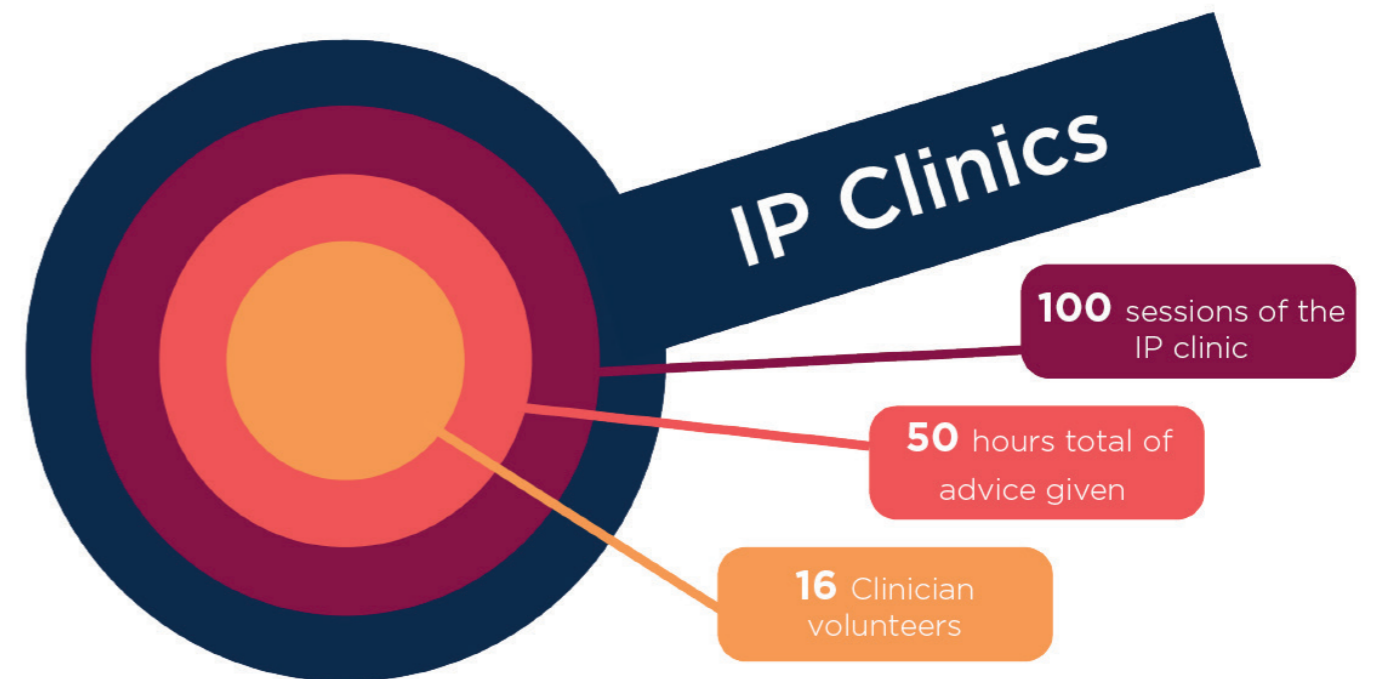 IP Clinics
100 sessions of the
IP clinic
50 hours total of
advice given
16 Clinician
volunteers